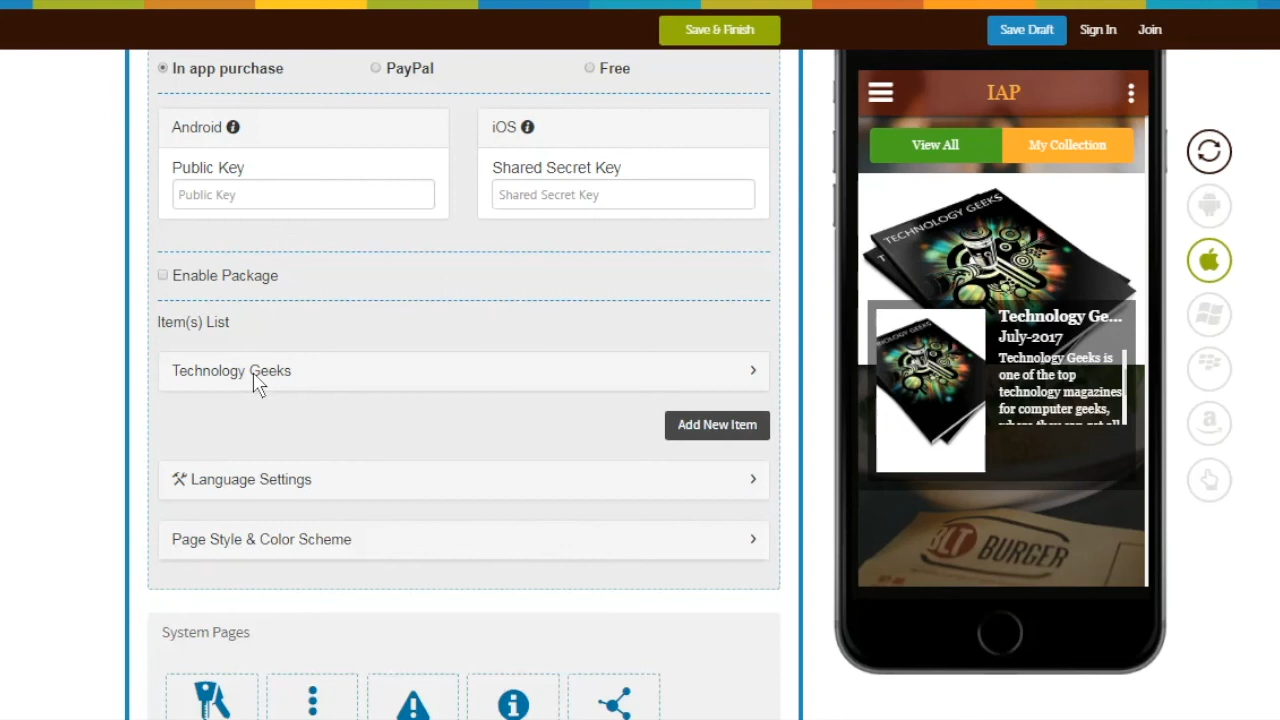 Save & Finish
Save Draft
Sign In
Join
In app purchase
PayPal
Free
Android
iOS
Public Key
Public Key
Shared Secret Key
Shared Secret Key
Enable Package
Item(s) List
Technology Geeks
Add New Item
Language Settings
Page Style & Color Scheme
System Pages
IAP
View All
My Collection
TECHNOLOGY GEEKS
TECHNOLOGY GEEKS
Technology Ge...
July-2017
Technology Geeks is
one of the top
technology magazines
for computer geeks,
BLT BURGER